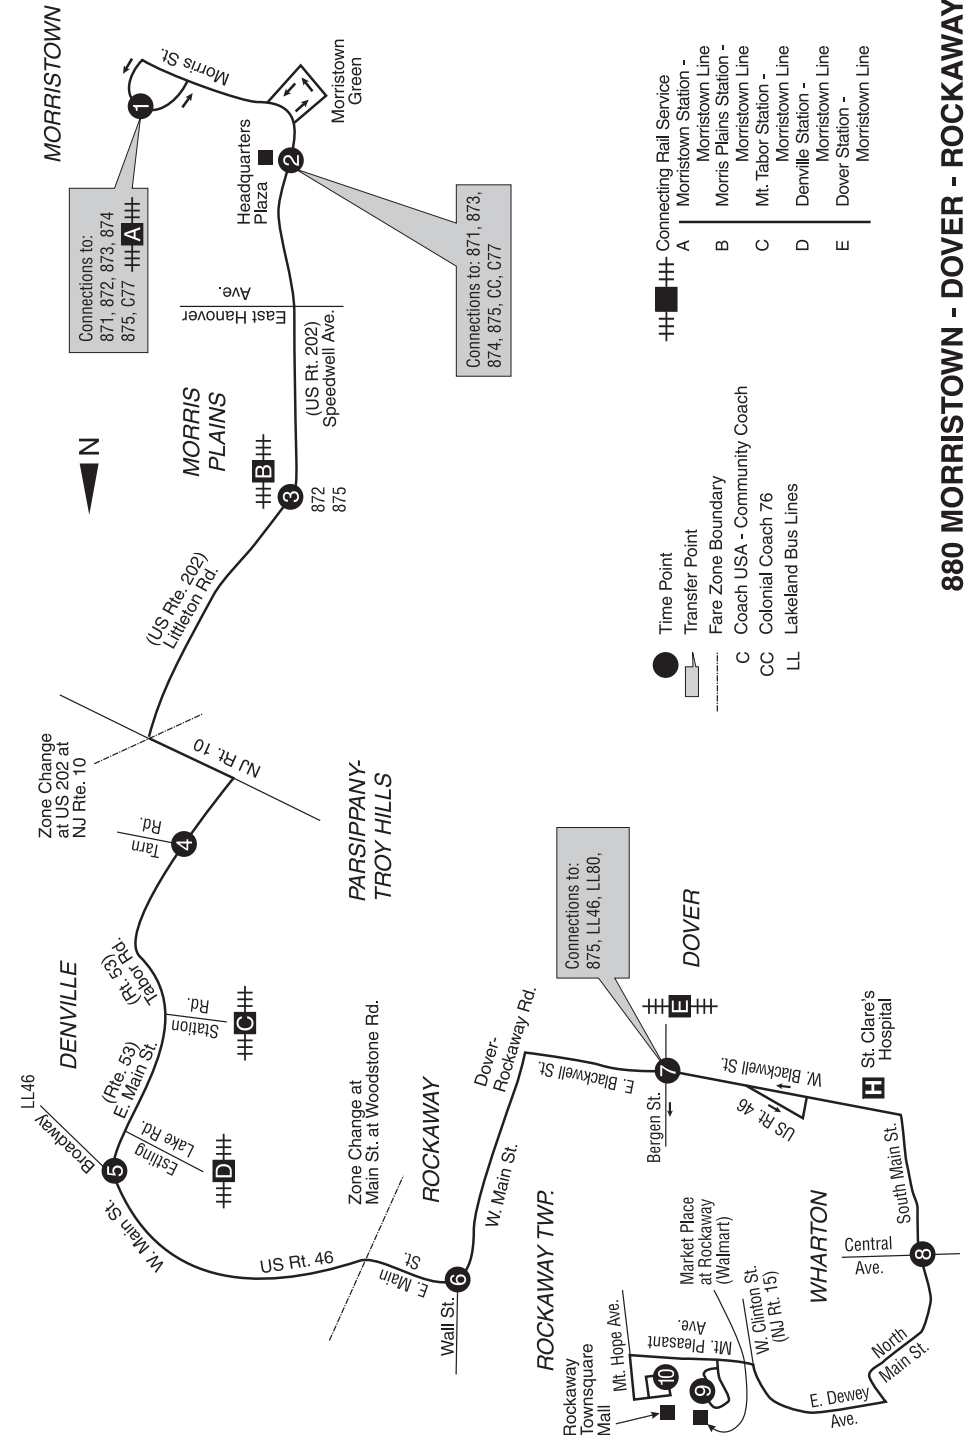 880 MORRISTOWN - DOVER - ROCKAWAY
MORRISTOWN
Morris St.
1
Connections to:
871, 872, 873, 874
875, C77
A
Morristown
Green
Headquarters
Plaza
2
Connections to: 871, 873,
874, 875, CC, C77
East Hanover
Ave.
(US Rt. 202)
Speedwell Ave.
MORRIS
PLAINS
B
3
872
875
N
(US Rte. 202)
Littleton Rd.
Zone Change
at US 202 at
NJ Rte. 10
NJ Rt. 10
PARSIPPANY-
TROY HILLS
Tarn
Rd.
4
(Rt. 53)
Tabor Rd.
DENVILLE
Station
Rd.
C
(Rte. 53)
E. Main St.
LL46
Broadway
5
Estling
Lake Rd.
D
W. Main St.
US Rt. 46
Zone Change at
Main St. at Woodstone Rd.
ROCKAWAY
E. Main
St.
6
Wall St.
W. Main St.
Dover-
Rockaway Rd.
E. Blackwell St.
Connections to:
875, LL46, LL80,
DOVER
E
7
Bergen St.
W. Blackwell St.
US Rt 46
H
St. Clare's
Hospital
South Main St.
WHARTON
Central
Ave.
8
North
Main St.
E. Dewey
Ave.
W. Clinton St.
(NJ Rt. 15)
Market Place
at Rockaway
(Walmart)
ROCKAWAY TWP.
Mt. Pleasant
Ave.
Mt. Hope Ave.
9
10
Rockaway
Townsquare
Mall
Time Point
Transfer Point
Fare Zone Boundary
C Coach USA - Community Coach
CC Colonial Coach 76
LL Lakeland Bus Lines
Connecting Rail Service
A Morristown Station -
Morristown Line
B Morris Plains Station -
Morristown Line
C Mt. Tabor Station -
Morristown Line
D Denville Station -
Morristown Line
E Dover Station -
Morristown Line